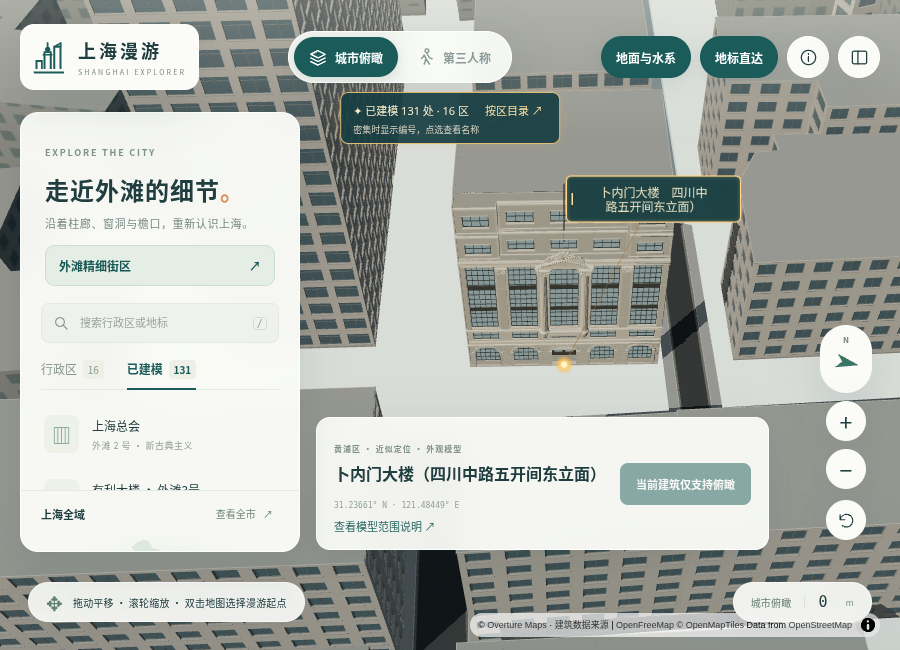 上海漫游
SHANGHAI EXPLORER
城市俯瞰
第三人称
地面与水系
地标直达
✦ 已建模 131 处 · 16 区 按区目录 ↗
密集时显示编号，点选查看名称
EXPLORE THE CITY
走近外滩的细节。
沿着柱廊、窗洞与檐口，重新认识上海。
外滩精细街区 ↗
搜索行政区或地标 /
行政区 16
已建模 131
上海总会
外滩 2 号 · 新古典主义
有利大楼 · 外滩3号
上海全域
查看全市 ↗
卜内门大楼 四川中
路五开间东立面）
N
+
−
黄浦区 · 近似定位 · 外观模型
卜内门大楼（四川中路五开间东立面）
31.23661° N · 121.48449° E
查看模型范围说明 ↗
当前建筑仅支持俯瞰
拖动平移 · 滚轮缩放 · 双击地图选择漫游起点
城市俯瞰 0 m
© Overture Maps · 建筑数据来源 | OpenFreeMap © OpenMapTiles Data from OpenStreetMap